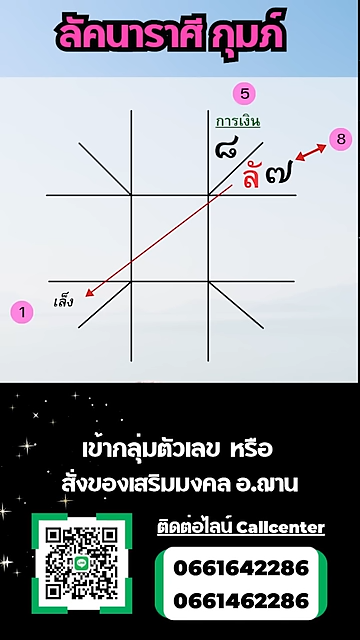 ลัคนาราศี กุมภ์
5
การเงิน
๘
8
ลั ๗
เล็ง
1
เข้ากลุ่มตัวเลข หรือ
สั่งของเสริมมงคล อ.ฌาน
ติดต่อไลน์ Callcenter
0661642286
0661462286